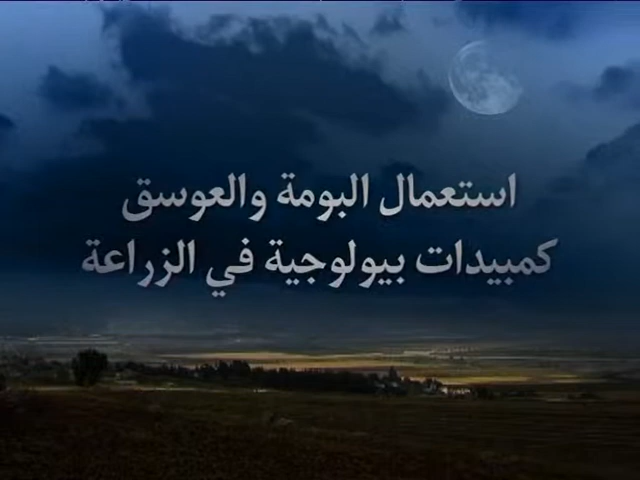 استعمال البومة والعوسق
كمبيدات بيولوجية في الزراعة